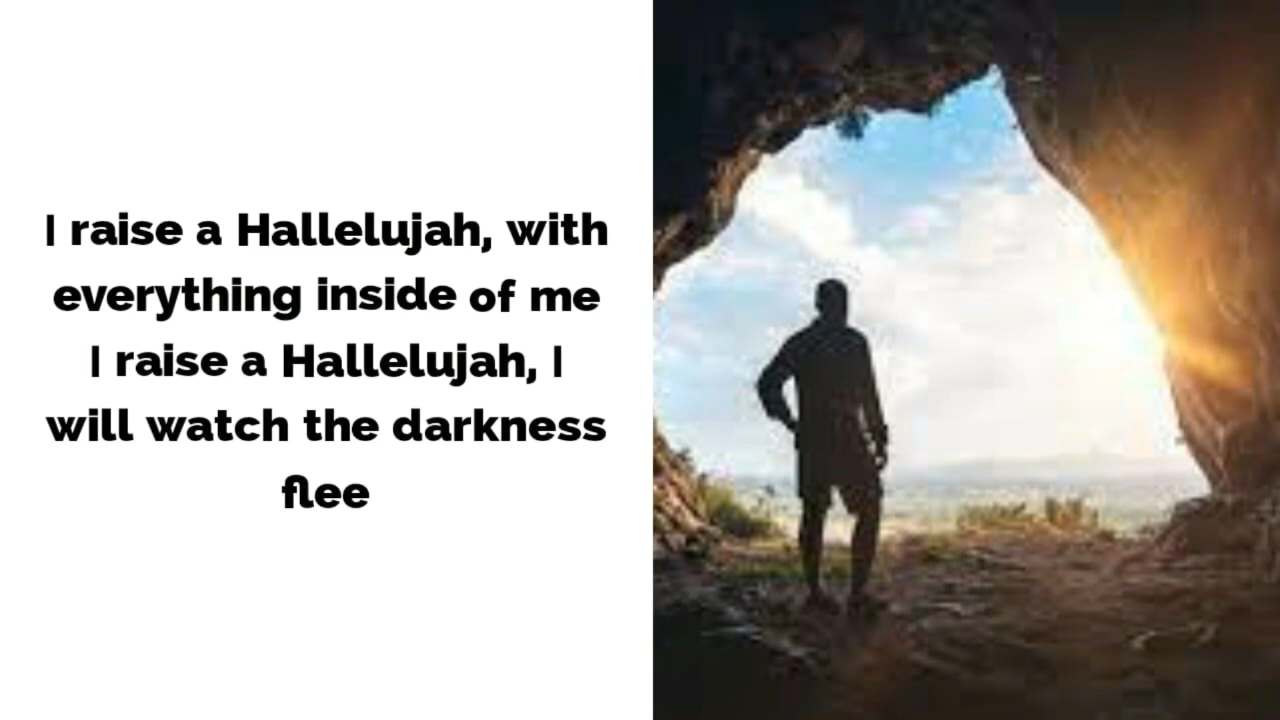 I raise a Hallelujah, with
everything inside of me
I raise a Hallelujah, I
will watch the darkness
flee